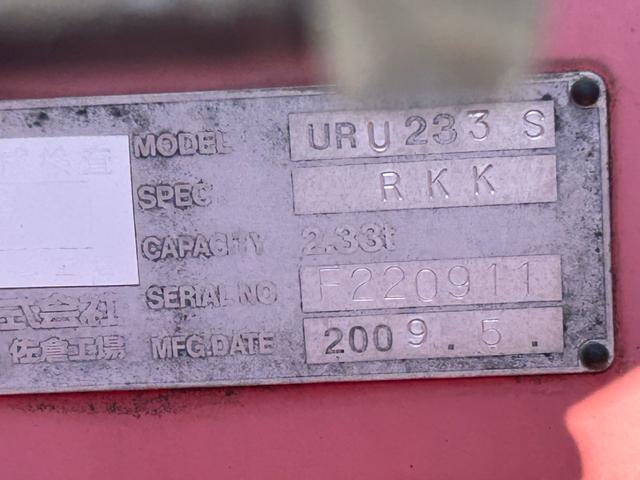 MODEL URU233S
SPEC RKK
CAPACITY 2.33t
SERIAL NO F220911
式会社
佐倉工場 MFG.DATE 2009.5.